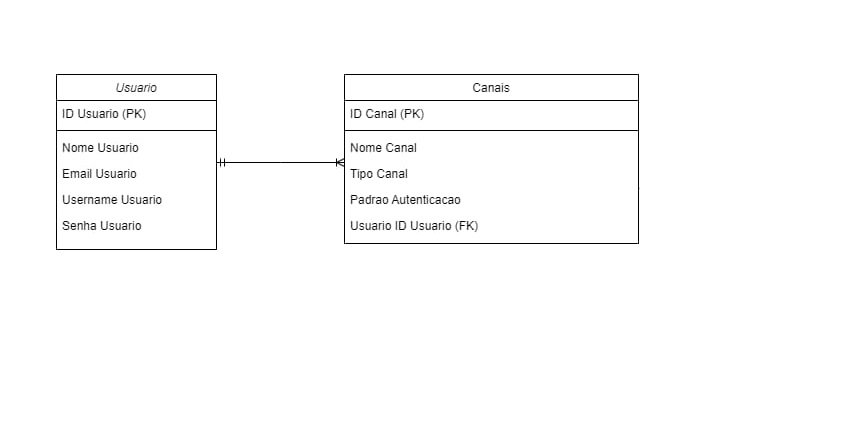 Usuario
ID Usuario (PK)
Nome Usuario
Email Usuario
Username Usuario
Senha Usuario
Canais
ID Canal (PK)
Nome Canal
Tipo Canal
Padrao Autenticacao
Usuario ID Usuario (FK)